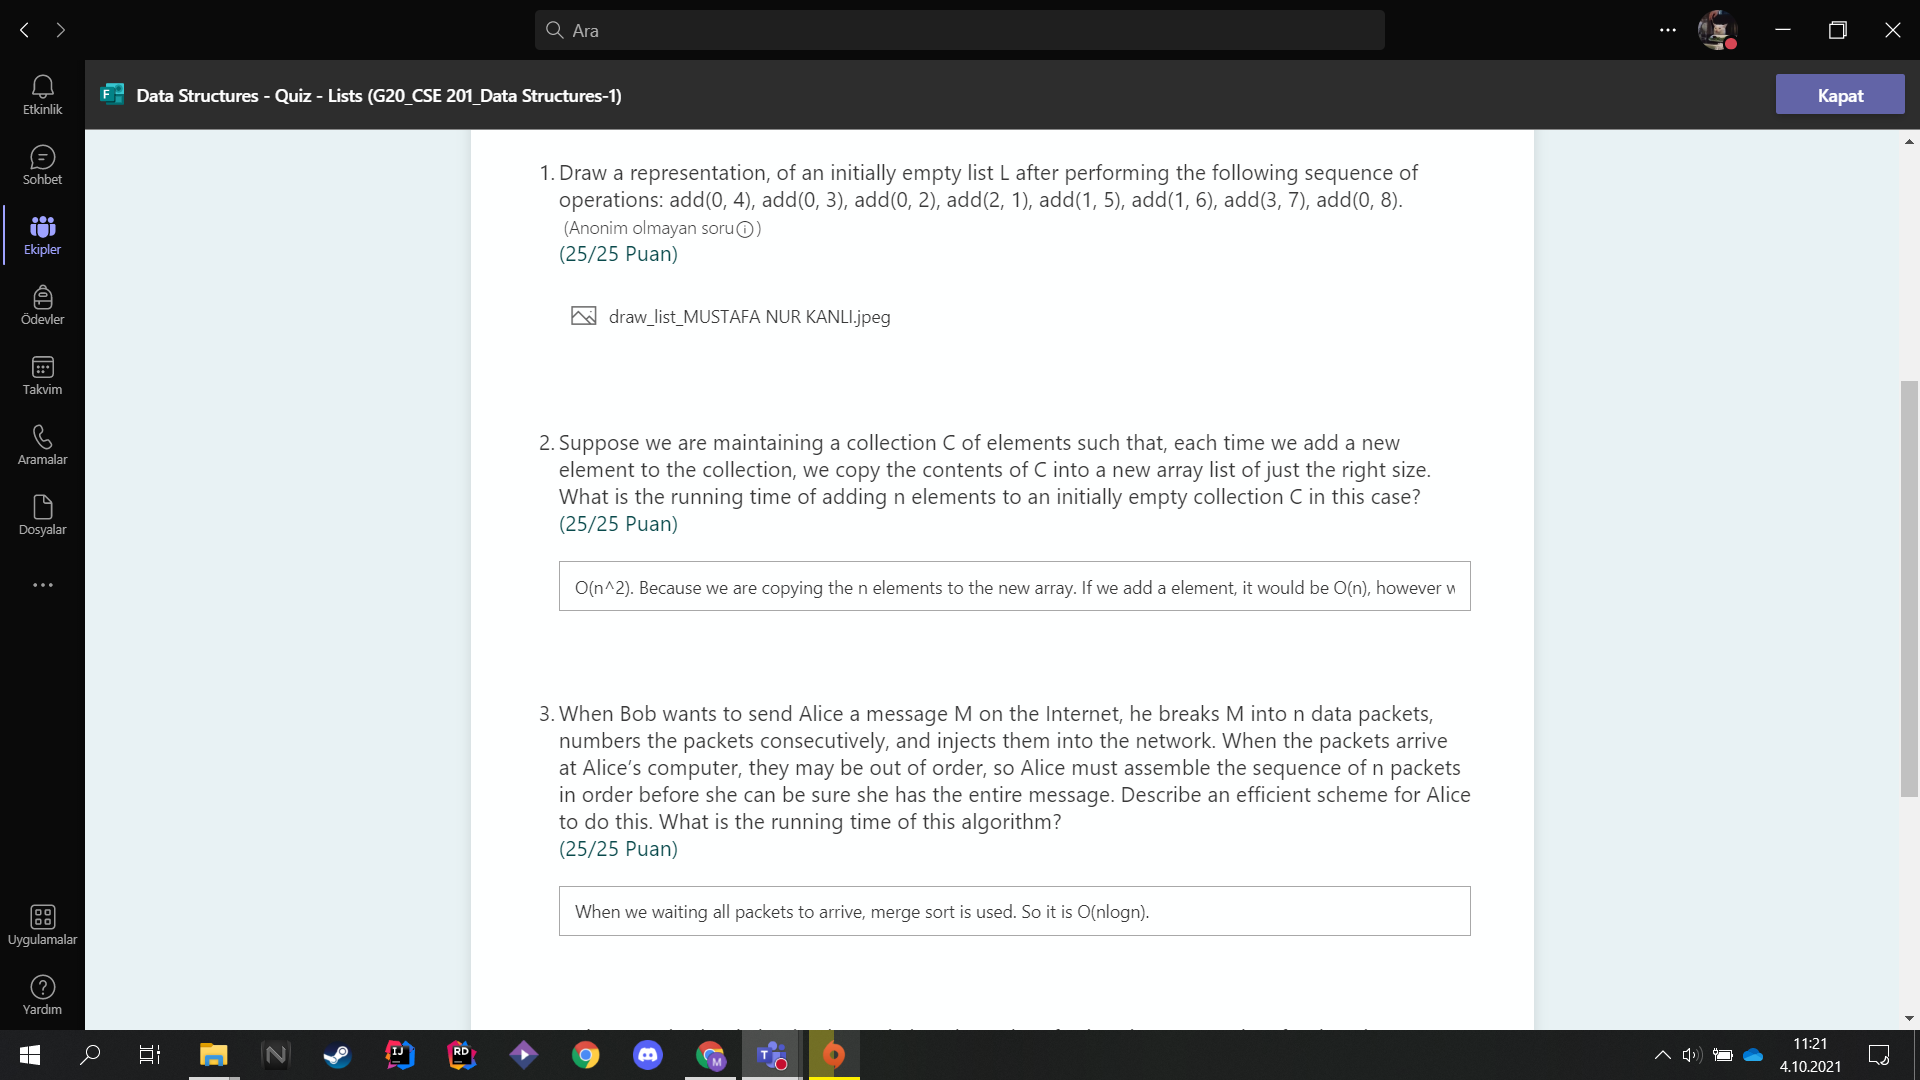 Ara
Etkinlik
Sohbet
Ekipler
Ödevler
Takvim
Aramalar
Dosyalar
Uygulamalar
Yardım
Data Structures - Quiz - Lists (G20_CSE 201_Data Structures-1)
Kapat
1. Draw a representation, of an initially empty list L after performing the following sequence of
operations: add(0, 4), add(0, 3), add(0, 2), add(2, 1), add(1, 5), add(1, 6), add(3, 7), add(0, 8).
(Anonim olmayan soru)
(25/25 Puan)
draw_list_MUSTAFA NUR KANLI.jpeg
2. Suppose we are maintaining a collection C of elements such that, each time we add a new
element to the collection, we copy the contents of C into a new array list of just the right size.
What is the running time of adding n elements to an initially empty collection C in this case?
(25/25 Puan)
O(n^2). Because we are copying the n elements to the new array. If we add a element, it would be O(n), however w
3. When Bob wants to send Alice a message M on the Internet, he breaks M into n data packets,
numbers the packets consecutively, and injects them into the network. When the packets arrive
at Alice's computer, they may be out of order, so Alice must assemble the sequence of n packets
in order before she can be sure she has the entire message. Describe an efficient scheme for Alice
to do this. What is the running time of this algorithm?
(25/25 Puan)
When we waiting all packets to arrive, merge sort is used. So it is O(nlogn).
11:21
4.10.2021